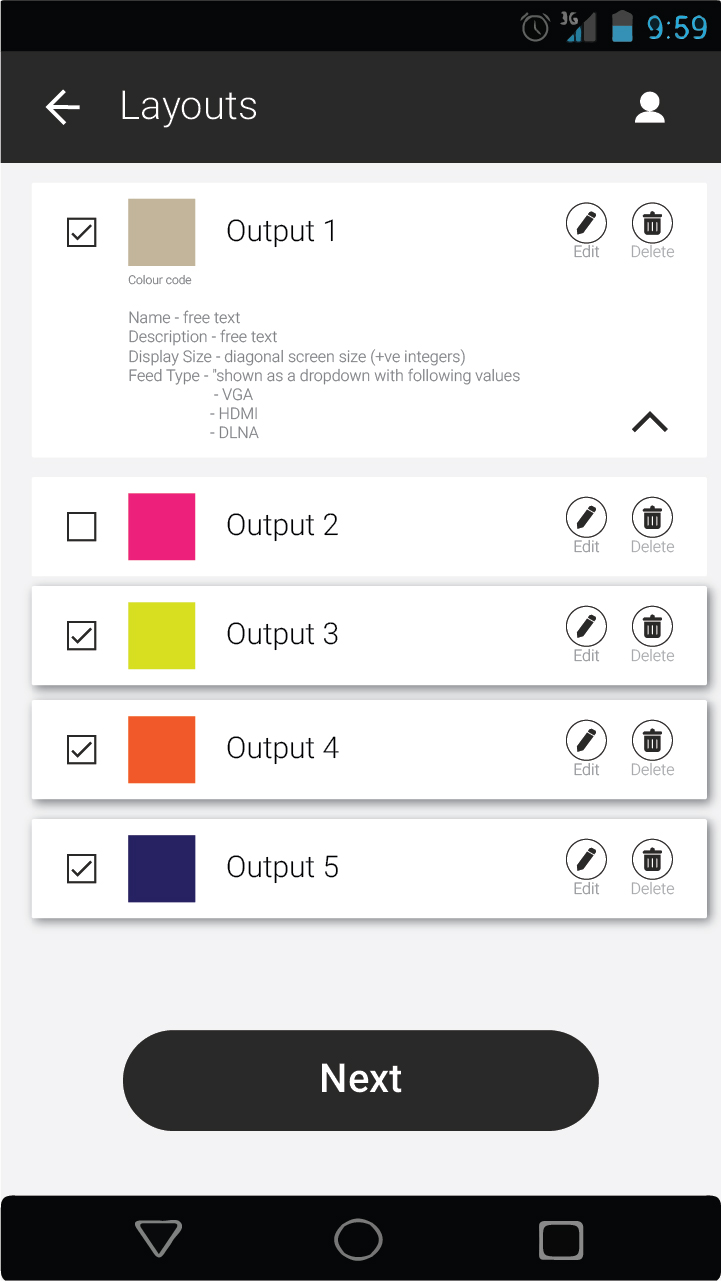 3G 9:59
Layouts
Output 1
Edit Delete
Colour code
Name - free text
Description - free text
Display Size - diagonal screen size (+ve integers)
Feed Type - "shown as a dropdown with following values
- VGA
- HDMI
- DLNA
Output 2
Edit Delete
Output 3
Edit Delete
Output 4
Edit Delete
Output 5
Edit Delete
Next